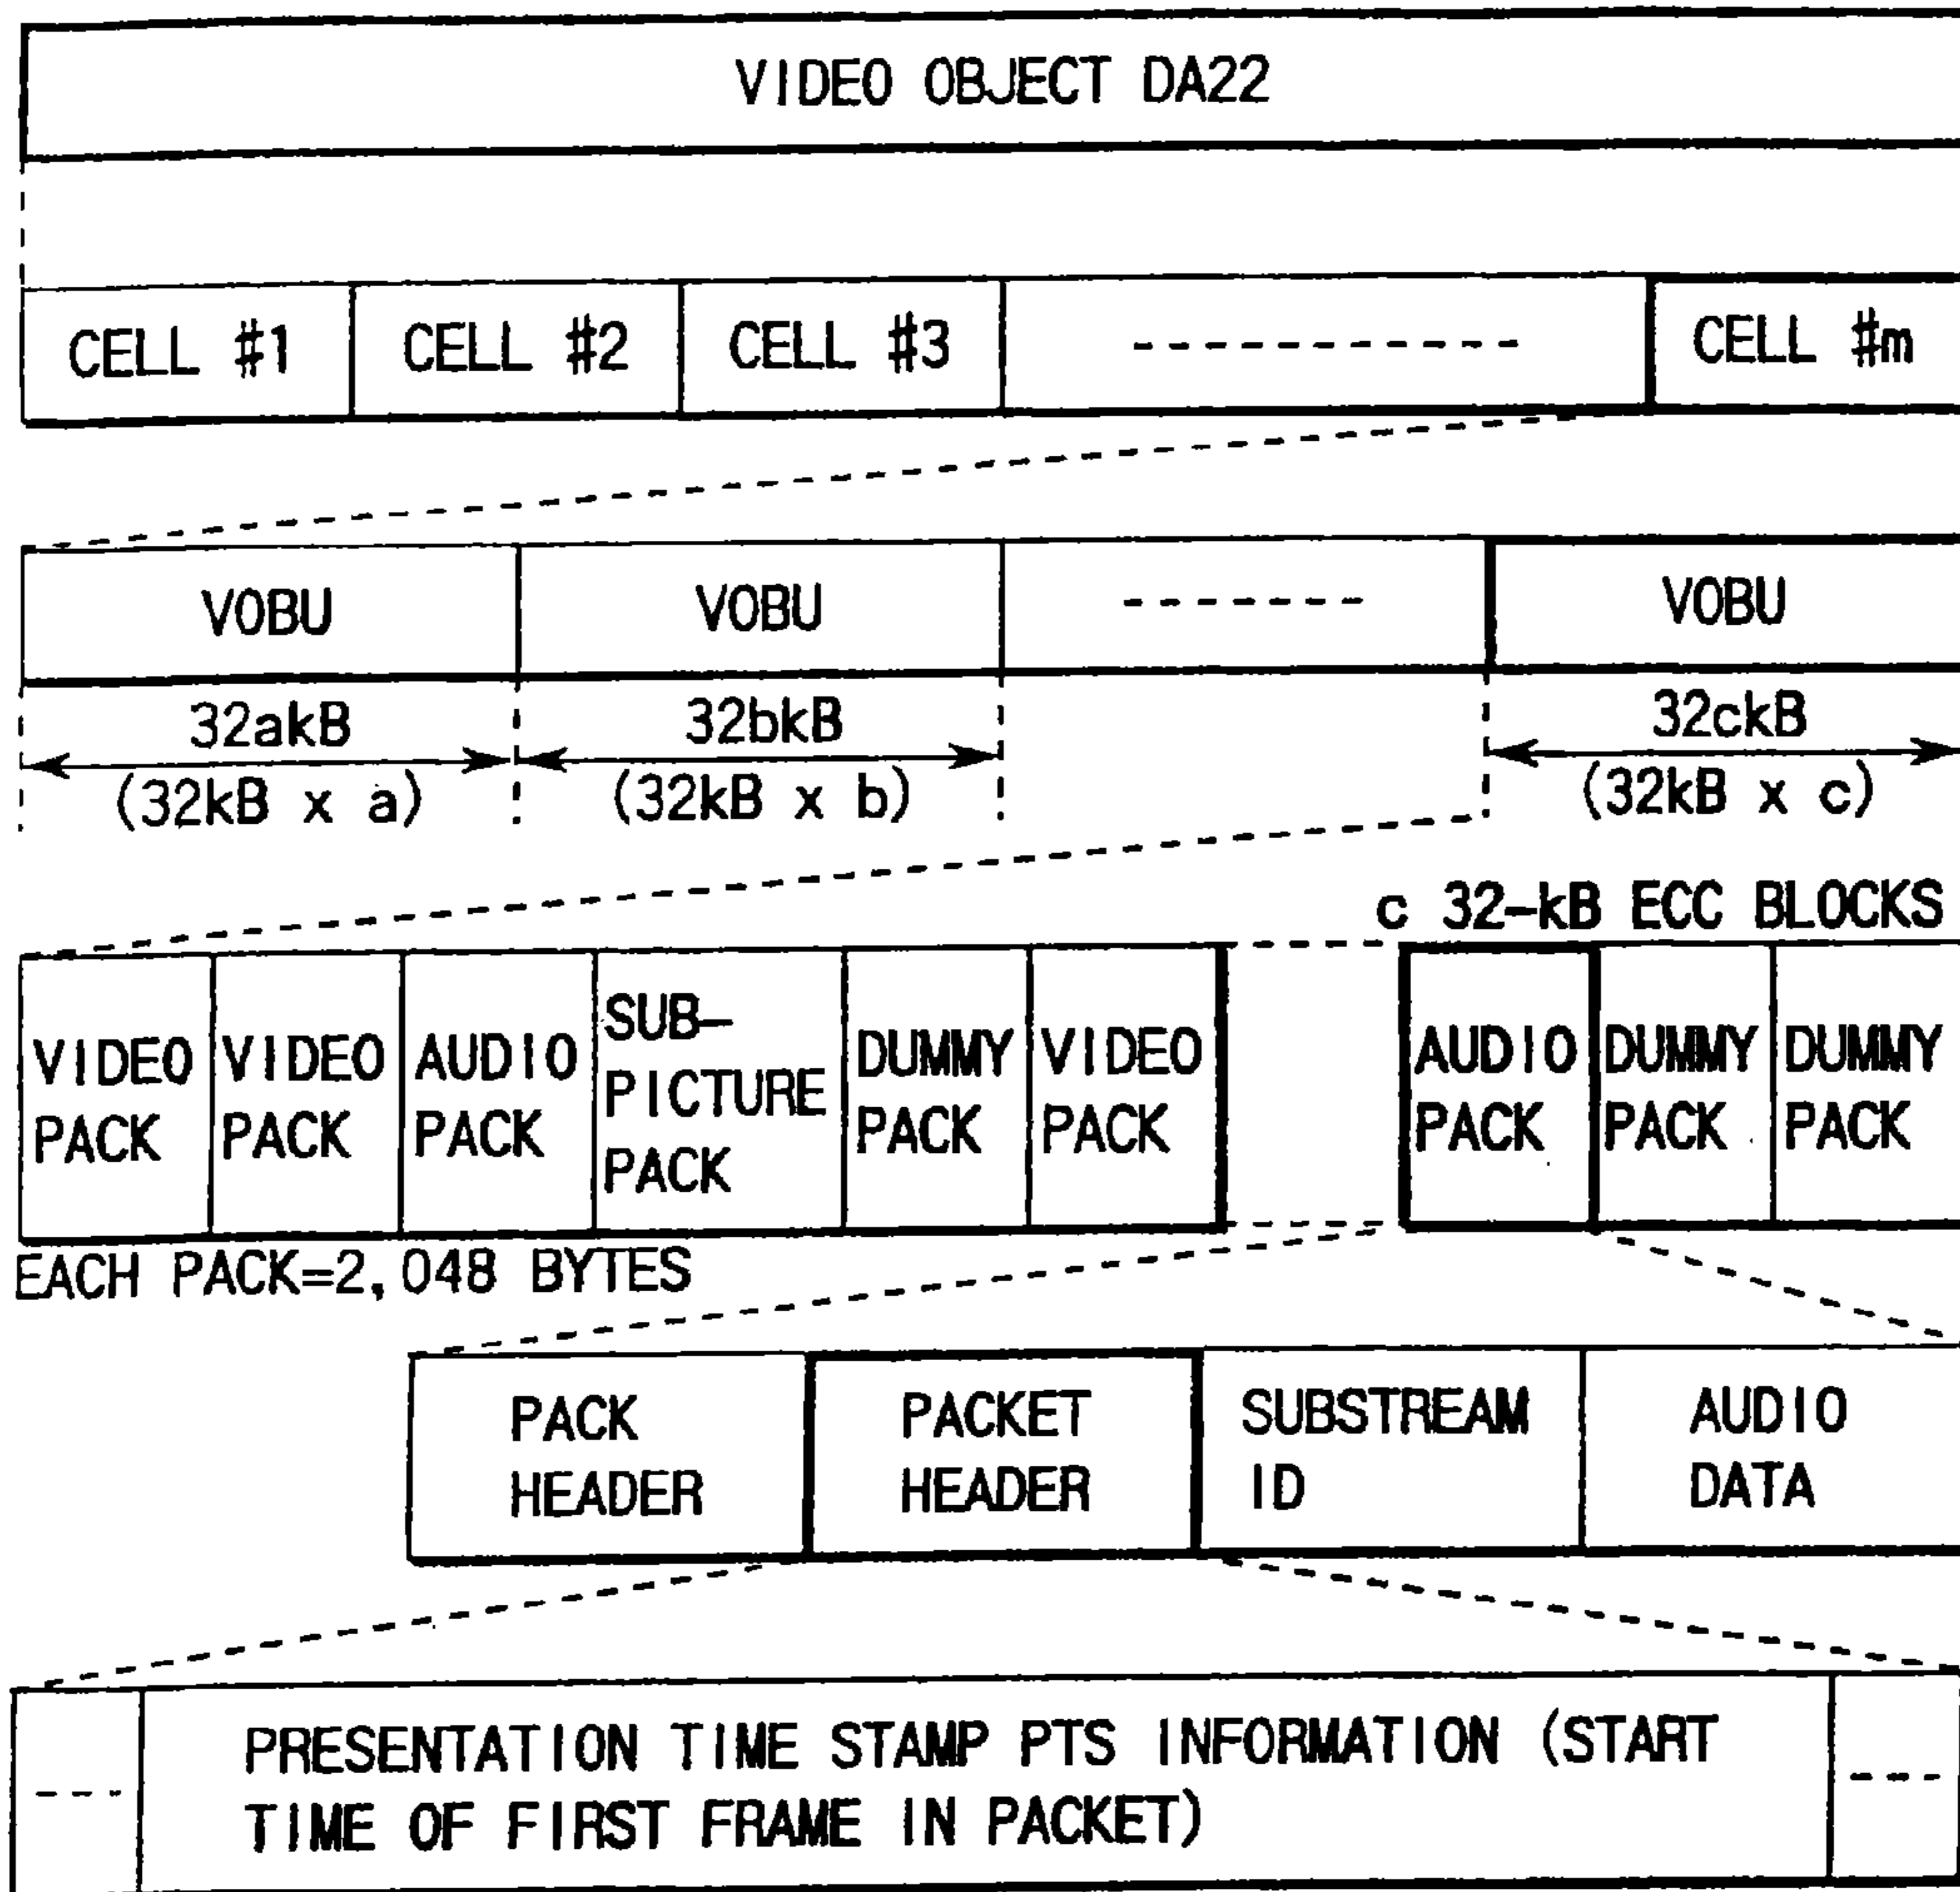 VIDEO OBJECT DA22
CELL #1 CELL #2 CELL #3 ------------ CELL #m
VOBU VOBU ------- VOBU
32akB 32bkB 32ckB
(32kB x a) (32kB x b) (32kB x c)
c 32-kB ECC BLOCKS
VIDEO PACK
VIDEO PACK
AUDIO PACK
SUB-
PICTURE
PACK
DUMMY PACK
VIDEO PACK
AUDIO PACK
DUMMY PACK
DUMMY PACK
EACH PACK=2,048 BYTES
PACK HEADER
PACKET HEADER
SUBSTREAM ID
AUDIO DATA
--- PRESENTATION TIME STAMP PTS INFORMATION (START ---
TIME OF FIRST FRAME IN PACKET)